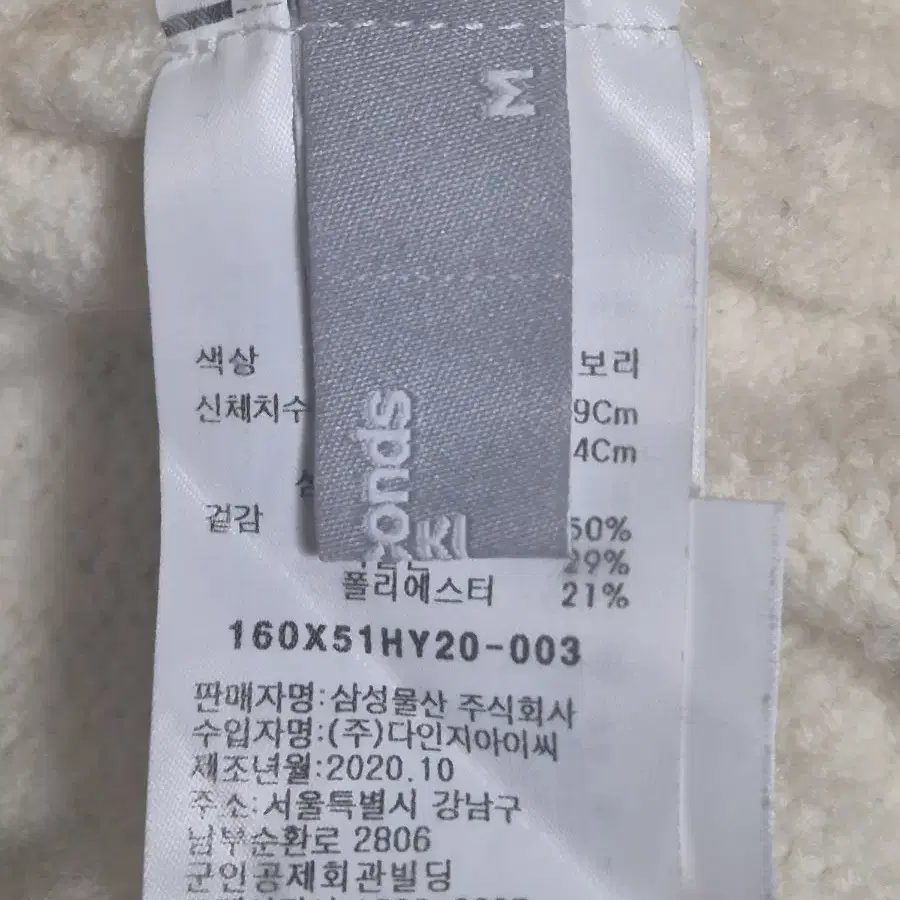 M
색상 보리
신체치수 9Cm
4Cm
겉감 50%
29%
폴리에스터 21%
160X51HY20-003
판매자명:삼성물산 주식회사
수입자명:(주)다인지아이씨
제조년월:2020.10
주소:서울특별시 강남구
남부순환로 2806
군인공제회관빌딩
onds